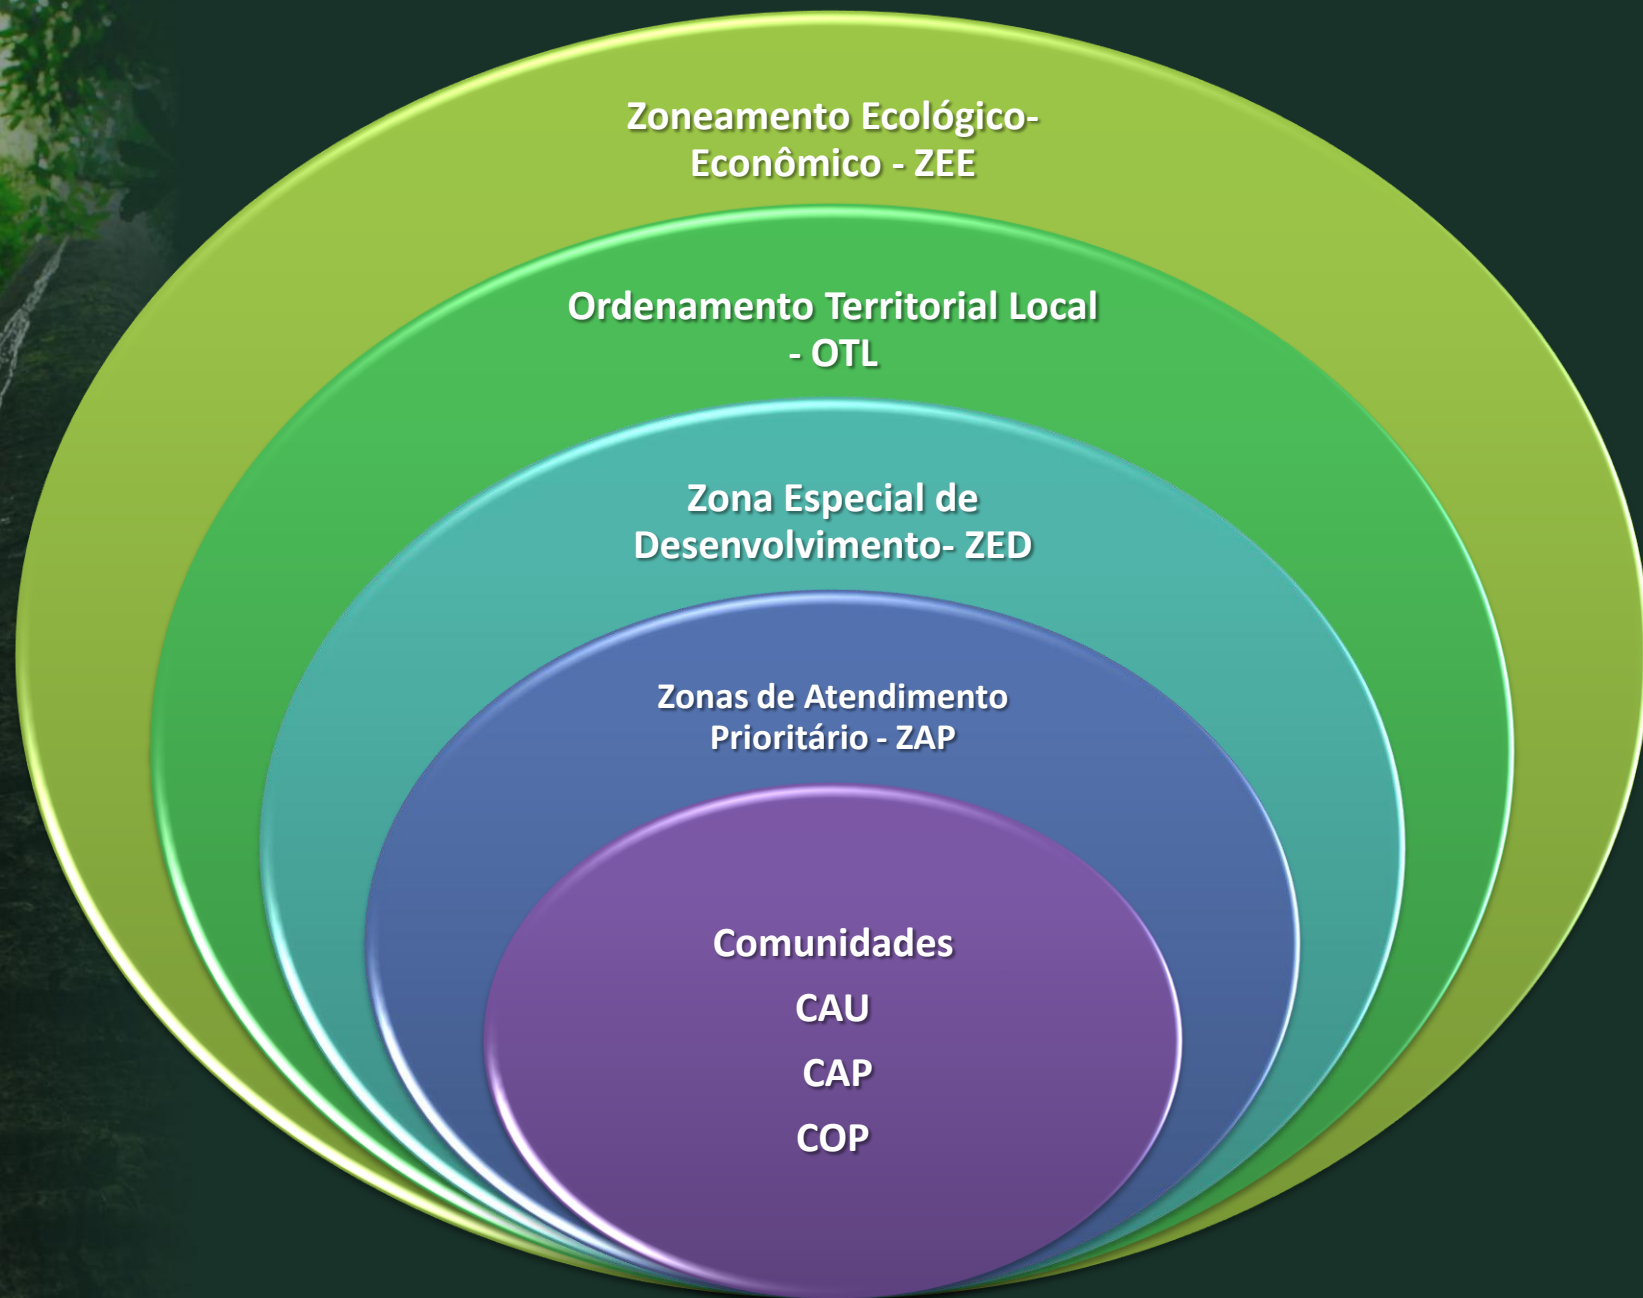 Zoneamento Ecológico-
Econômico - ZEE
Ordenamento Territorial Local
- OTL
Zona Especial de
Desenvolvimento- ZED
Zonas de Atendimento
Prioritário - ZAP
Comunidades
CAU
CAP
COP